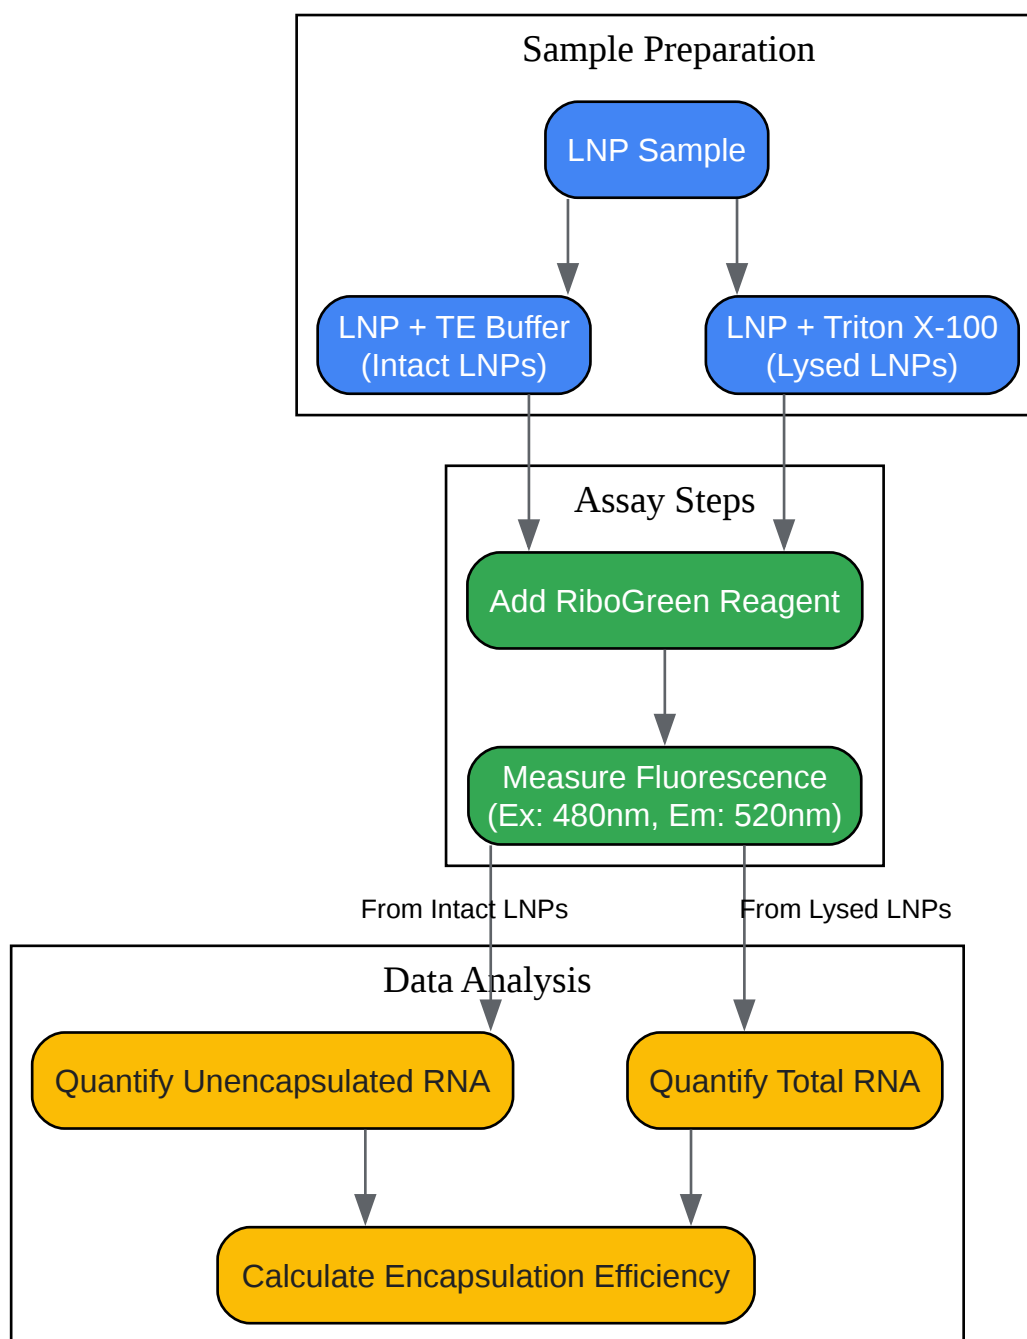 Sample Preparation
LNP Sample
LNP + TE Buffer
(Intact LNPs)
LNP + Triton X-100
(Lysed LNPs)
Assay Steps
Add RiboGreen Reagent
Measure Fluorescence
(Ex: 480nm, Em: 520nm)
From Intact LNPs
From Lysed LNPs
Data Analysis
Quantify Unencapsulated RNA
Quantify Total RNA
Calculate Encapsulation Efficiency